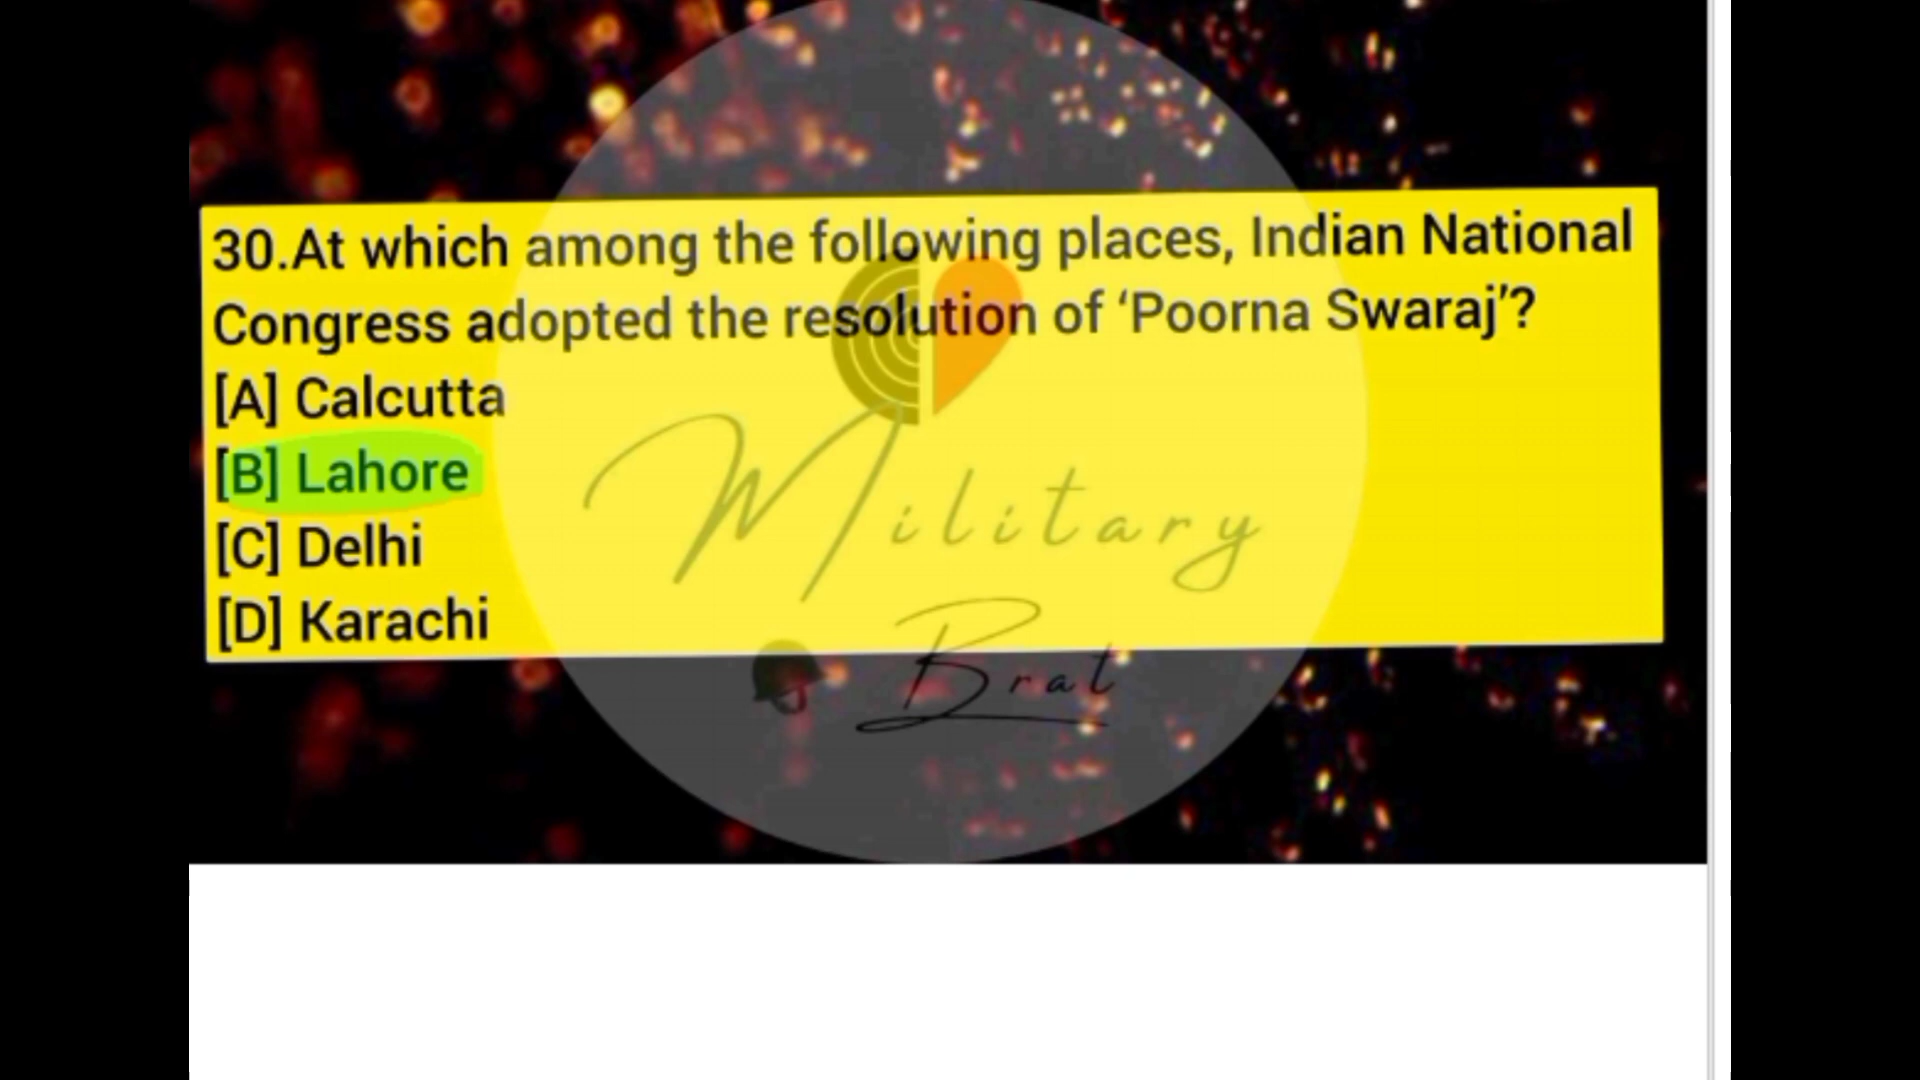 30.At which among the following places, Indian National
Congress adopted the resolution of ‘Poorna Swaraj’?
[A] Calcutta
[B] Lahore
[C] Delhi
[D] Karachi
Military
Brat